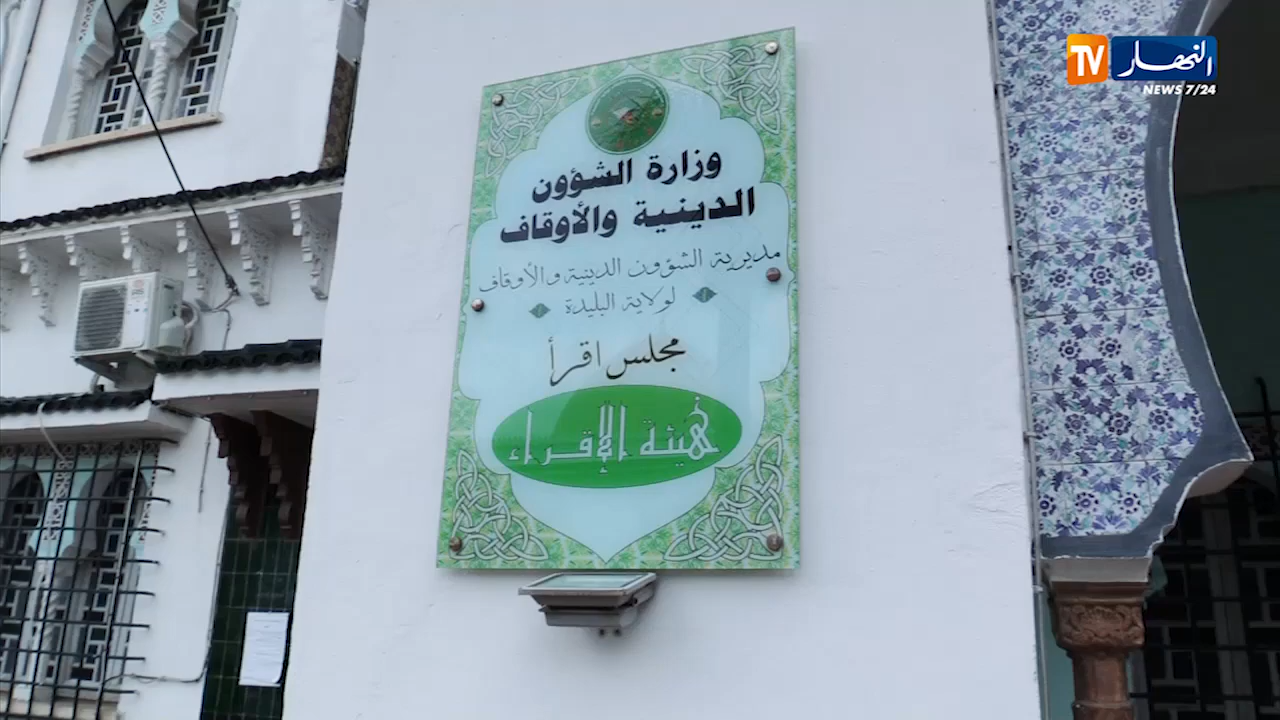 وزارة الشؤون
الدينية والأوقاف
مديرية الشؤون الدينية والأوقاف
لولاية البليدة
مجلس اقرأ
هيئة الإقراء
TV النهار
NEWS 7/24